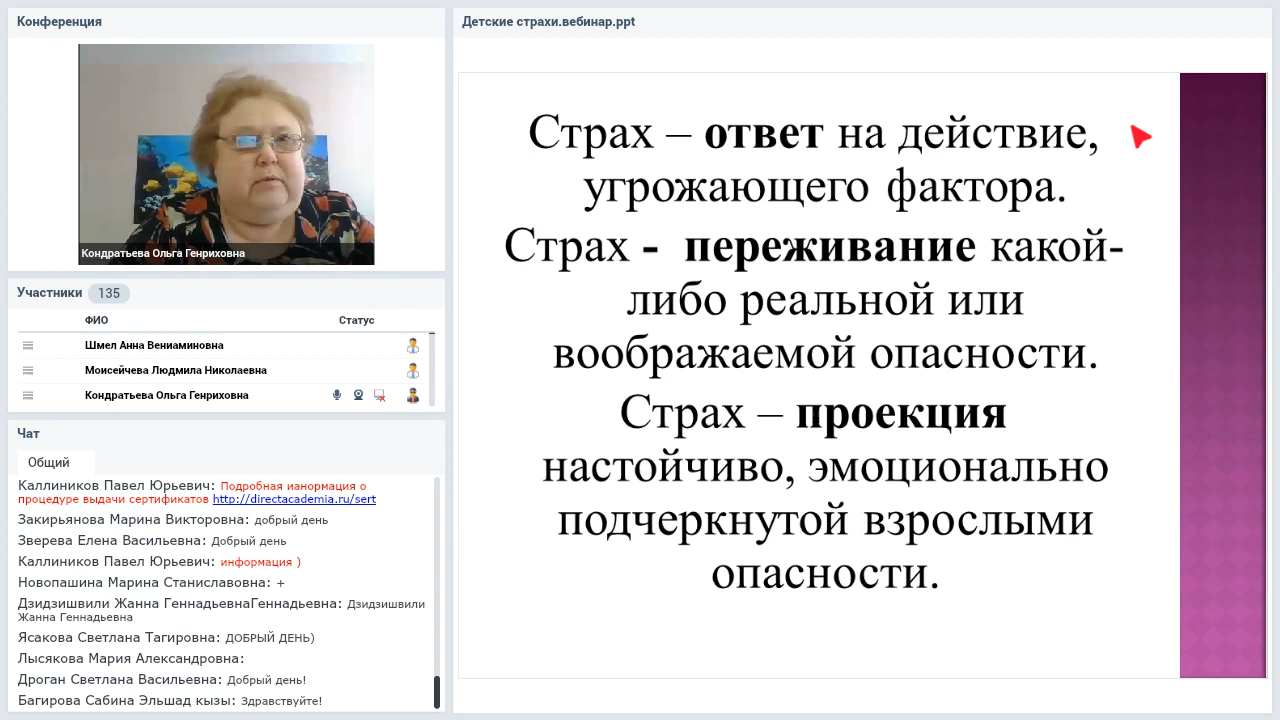 Конференция
Кондратьева Ольга Генриховна
Участники 135
ФИО Статус
Шмел Анна Вениаминовна
Моисейчева Людмила Николаевна
Кондратьева Ольга Генриховна
Чат
Общий
Каллиников Павел Юрьевич: Подробная ианормация о
процедуре выдачи сертификатов http://directacademia.ru/sert
Закирьянова Марина Викторовна: добрый день
Зверева Елена Васильевна: Добрый день
Каллиников Павел Юрьевич: информация )
Новопашина Марина Станиславовна: +
Дзидзишвили Жанна ГеннадьевнаГеннадьевна: Дзидзишвили
Жанна Геннадьевна
Ясакова Светлана Тагировна: ДОБРЫЙ ДЕНЬ)
Лысякова Мария Александровна:
Дроган Светлана Васильевна: Добрый день!
Багирова Сабина Эльшад кызы: Здравствуйте!
Детские страхи.вебинар.ppt
Страх – ответ на действие,
угрожающего фактора.
Страх - переживание какой-
либо реальной или
воображаемой опасности.
Страх – проекция
настойчиво, эмоционально
подчеркнутой взрослыми
опасности.